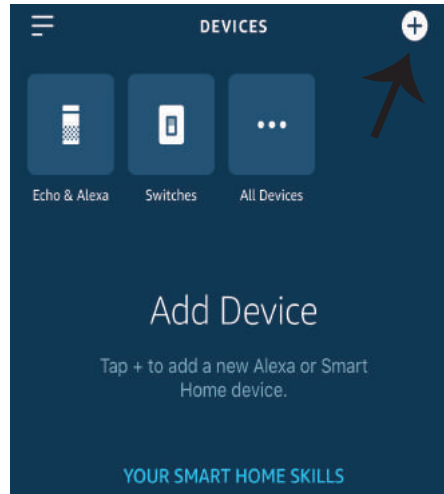 DEVICES
Echo & Alexa Switches All Devices
Add Device
Tap + to add a new Alexa or Smart
Home device.
YOUR SMART HOME SKILLS